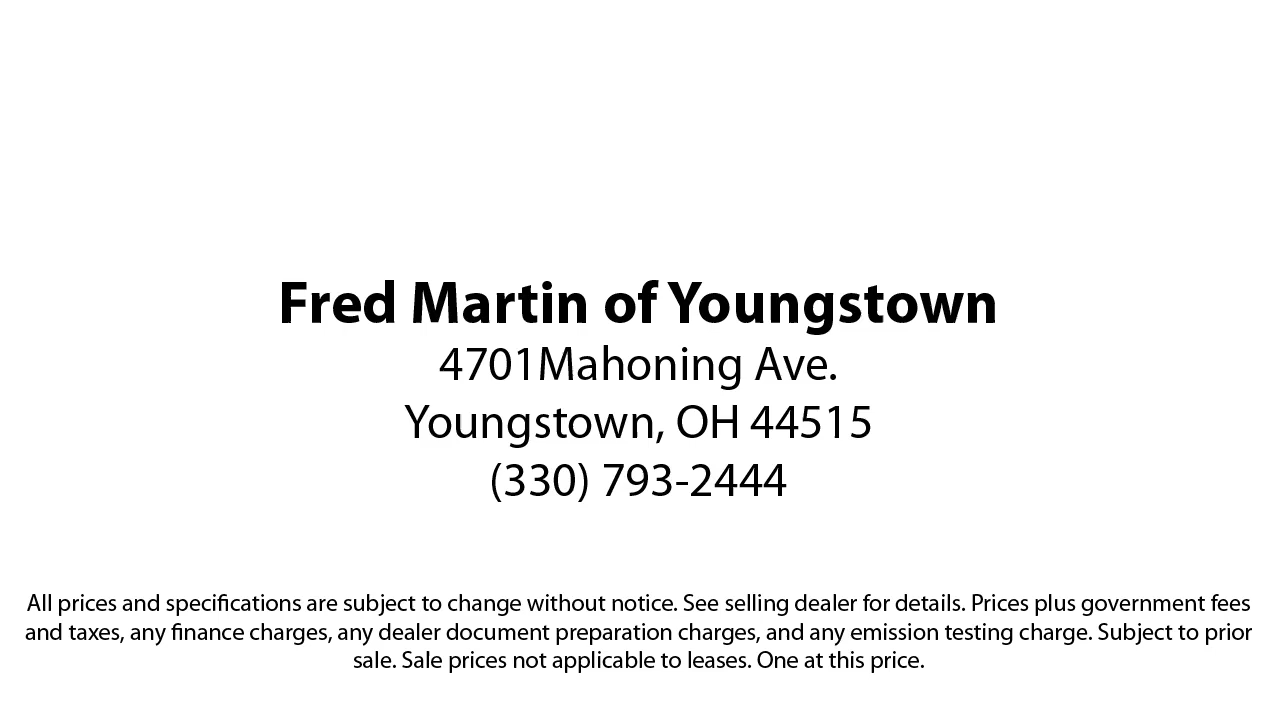 Fred Martin of Youngstown
4701Mahoning Ave.
Youngstown, OH 44515
(330) 793-2444
All prices and specifications are subject to change without notice. See selling dealer for details. Prices plus government fees
and taxes, any finance charges, any dealer document preparation charges, and any emission testing charge. Subject to prior
sale. Sale prices not applicable to leases. One at this price.